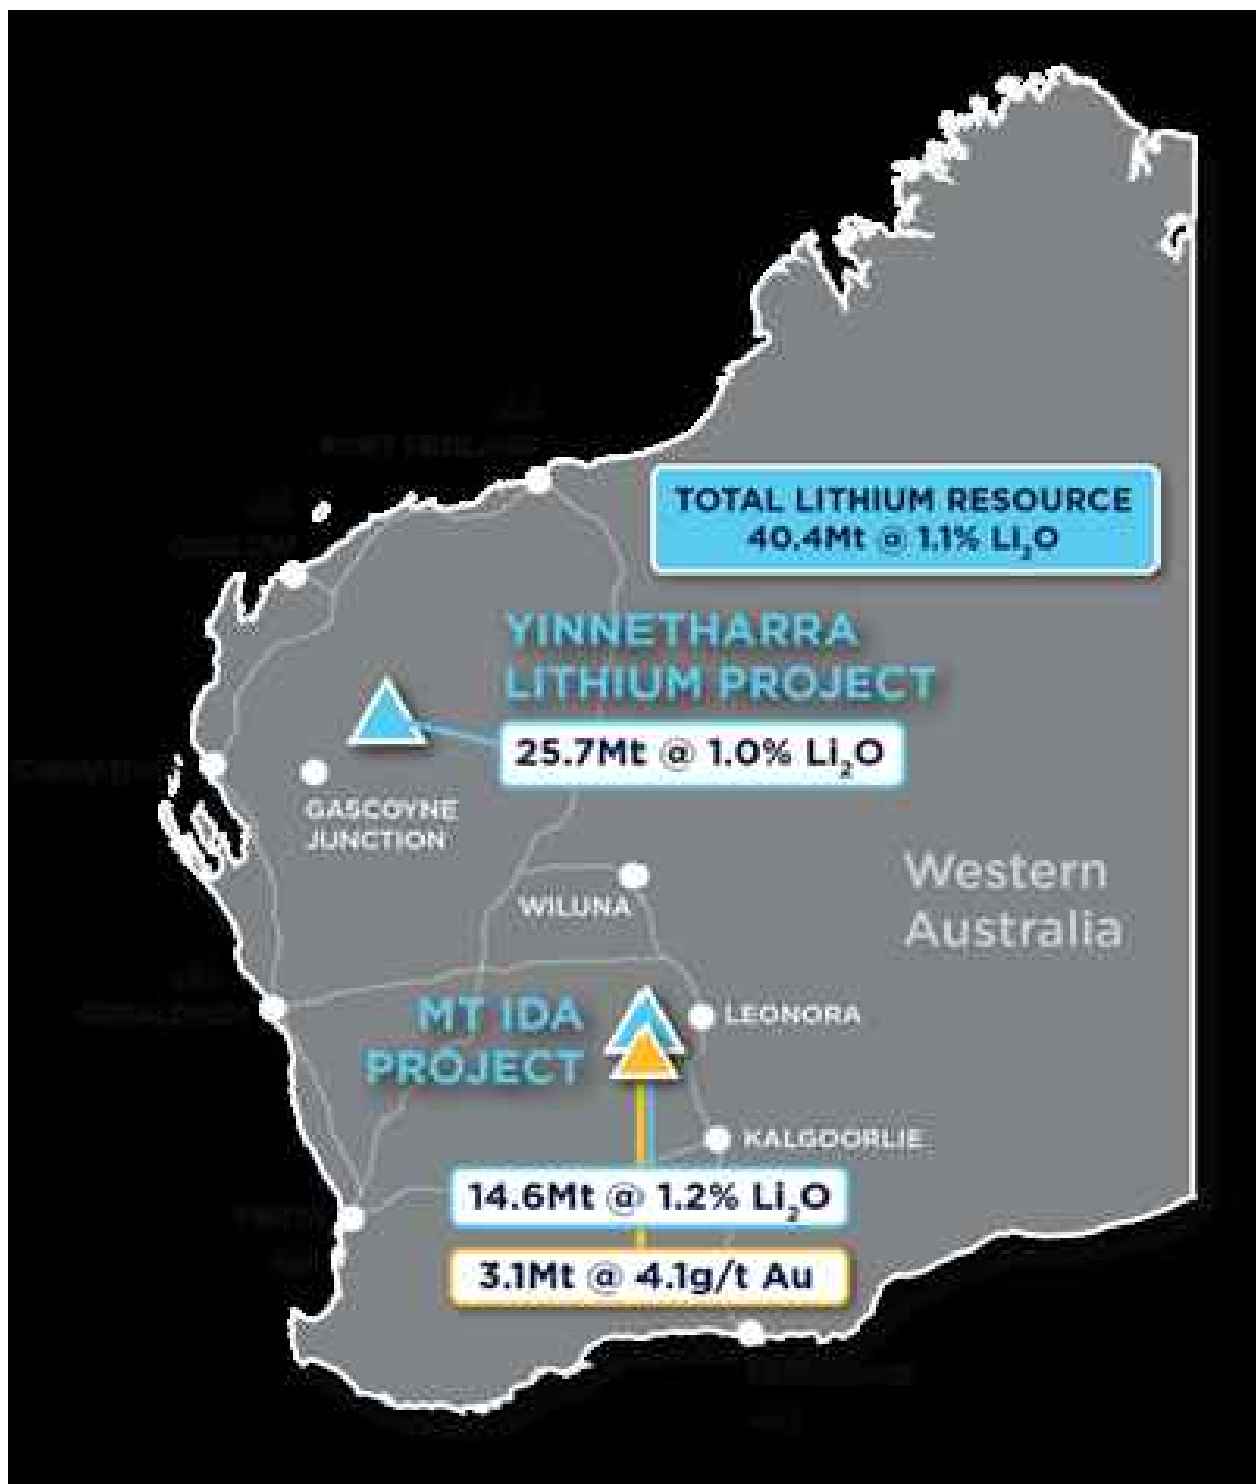 TOTAL LITHIUM RESOURCE
40.4Mt @ 1.1% Li₂O
YINNETHARRA
LITHIUM PROJECT
25.7Mt @ 1.0% Li₂O
GASCOYNE
JUNCTION
Western
Australia
WILUNA
MT IDA
PROJECT
LEONORA
KALGOORLIE
14.6Mt @ 1.2% Li₂O
3.1Mt @ 4.1g/t Au